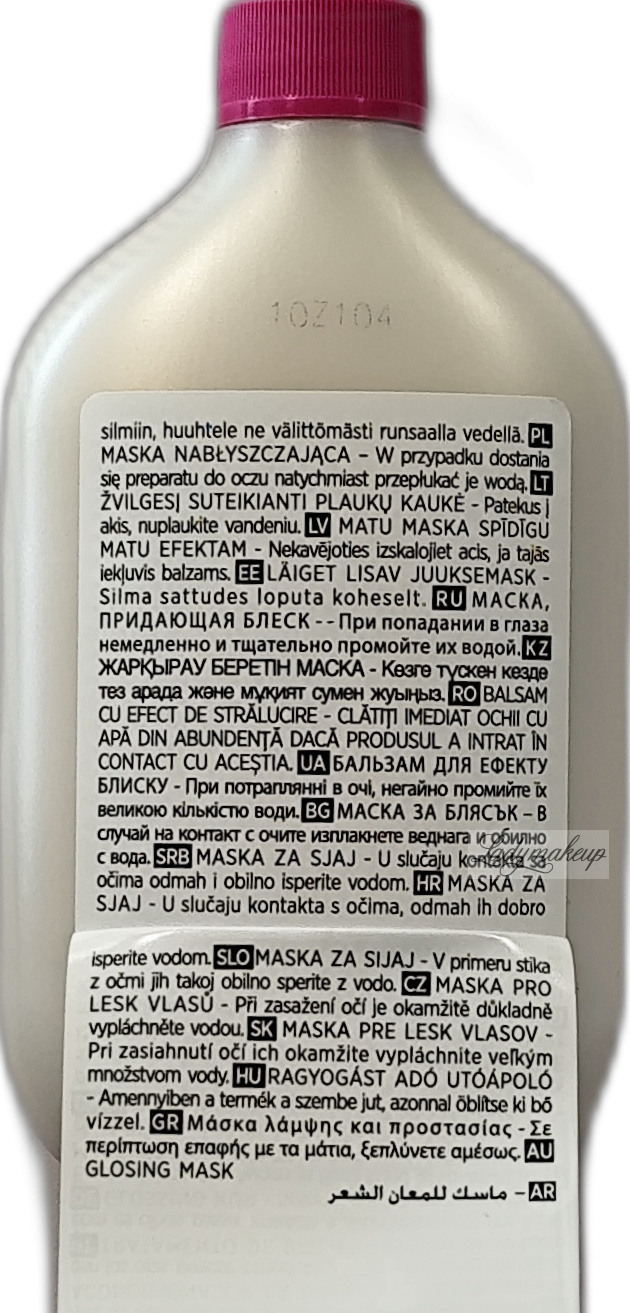 10Z104
silmiin, huuhtele ne välittömästi runsaalla vedellä. PL
MASKA NABŁYSZCZAJĄCA – W przypadku dostania
się preparatu do oczu natychmiast przepłukać je wodą. LT
ŽVILGESĮ SUTEIKIANTI PLAUKŲ KAUKĖ - Patekus į
akis, nuplaukite vandeniu. LV MATU MASKA SPĪDĪGU
MATU EFEKTAM - Nekavējoties izskalojiet acis, ja tajās
iekļuvis balzams. EE LÄIGET LISAV JUUKSEMASK -
Silma sattudes loputa koheselt. RU МАСКА,
ПРИДАЮЩАЯ БЛЕСК - - При попадании в глаза
немедленно и тщательно промойте их водой. KZ
ЖАРҚЫРАУ БЕРЕТІН МАСКА - Көзге түскен кезде
тез арада және мұқият сумен жуыңыз. RO BALSAM
CU EFECT DE STRĂLUCIRE - CLĂTIȚI IMEDIAT OCHII CU
APĂ DIN ABUNDENȚĂ DACĂ PRODUSUL A INTRAT ÎN
CONTACT CU ACEȘTIA. UA БАЛЬЗАМ ДЛЯ ЕФЕКТУ
БЛИСКУ - При потраплянні в очі, негайно промийте їх
великою кількістю води. BG МАСКА ЗА БЛЯСЪК – В
случай на контакт с очите изплакнете веднага и обилно
с вода. SRB MASKA ZA SJAJ - U slučaju kontakta sa
očima odmah i obilno isperite vodom. HR MASKA ZA
SJAJ - U slučaju kontakta s očima, odmah ih dobro
isperite vodom. SLO MASKA ZA SIJAJ - V primeru stika
z očmi jih takoj obilno sperite z vodo. CZ MASKA PRO
LESK VLASŮ - Při zasažení očí je okamžitě důkladně
vypláchněte vodou. SK MASKA PRE LESK VLASOV -
Pri zasiahnutí očí ich okamžite vypláchnite veľkým
množstvom vody. HU RAGYOGÁST ADÓ UTÓÁPOLÓ
- Amennyiben a termék a szembe jut, azonnal öblítse ki bő
vízzel. GR Μάσκα λάμψης και προστασίας - Σε
περίπτωση επαφής με τα μάτια, ξεπλύνετε αμέσως. AU
GLOSING MASK
AR – ماسك للمعان الشعر
Ladymakeup